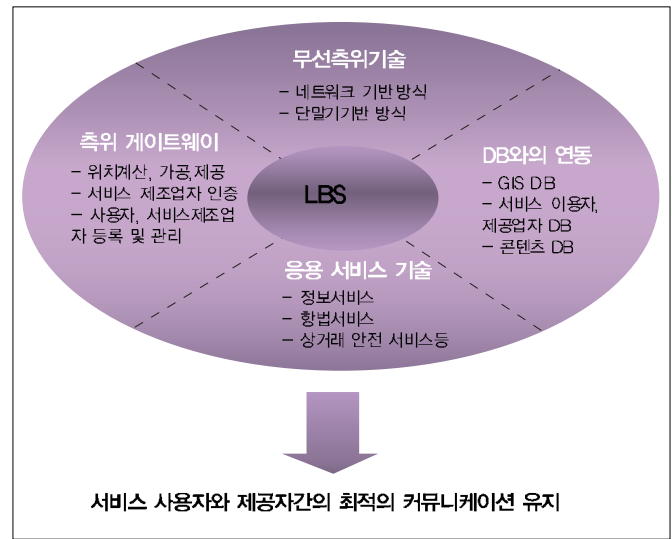 무선측위기술
– 네트워크 기반 방식
– 단말기기반 방식
측위 게이트웨이
– 위치계산, 가공,제공
– 서비스 제조업자 인증
– 사용자, 서비스제조업
자 등록 및 관리
LBS
DB와의 연동
– GIS DB
– 서비스 이용자,
제공업자 DB
– 콘텐츠 DB
응용 서비스 기술
– 정보서비스
– 항법서비스
– 상거래 안전 서비스등
서비스 사용자와 제공자간의 최적의 커뮤니케이션 유지